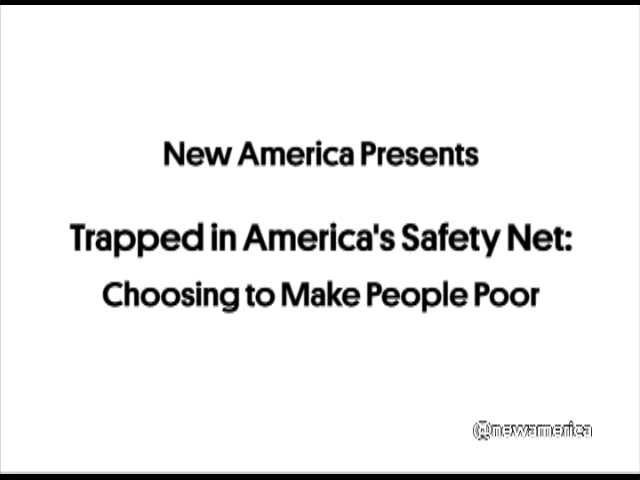 New America Presents
Trapped in America's Safety Net:
Choosing to Make People Poor
@newamerica